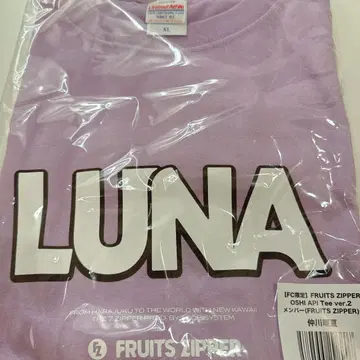 XL
LUNA
FROM HARAJUKU TO THE WORLD WITH NEW KAWAII
FRUITS ZIPPER
【FC限定】FRUITS ZIPPER
OSHI API Tee ver.2
メンバー(FRUITS ZIPPER)
仲川瑠夏